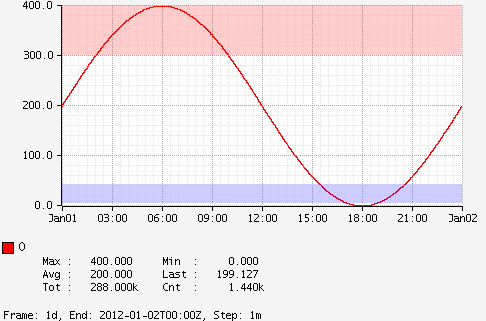 400.0
300.0
200.0
100.0
0.0
Jan01 03:00 06:00 09:00 12:00 15:00 18:00 21:00 Jan02
0
Max : 400.000 Min : 0.000
Avg : 200.000 Last : 199.127
Tot : 288.000k Cnt : 1.440k
Frame: 1d, End: 2012-01-02T00:00Z, Step: 1m